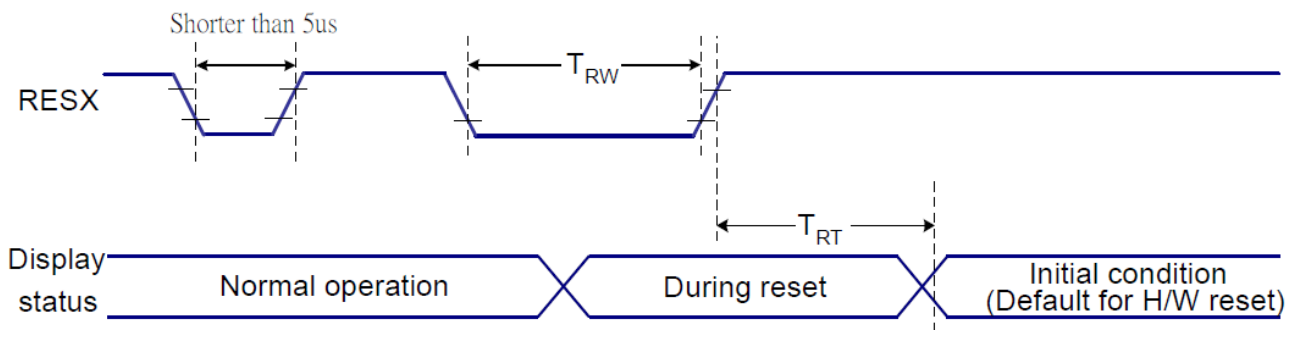 Shorter than 5us
RESX
TRW
TRT
Display
status
Normal operation
During reset
Initial condition
(Default for H/W reset)